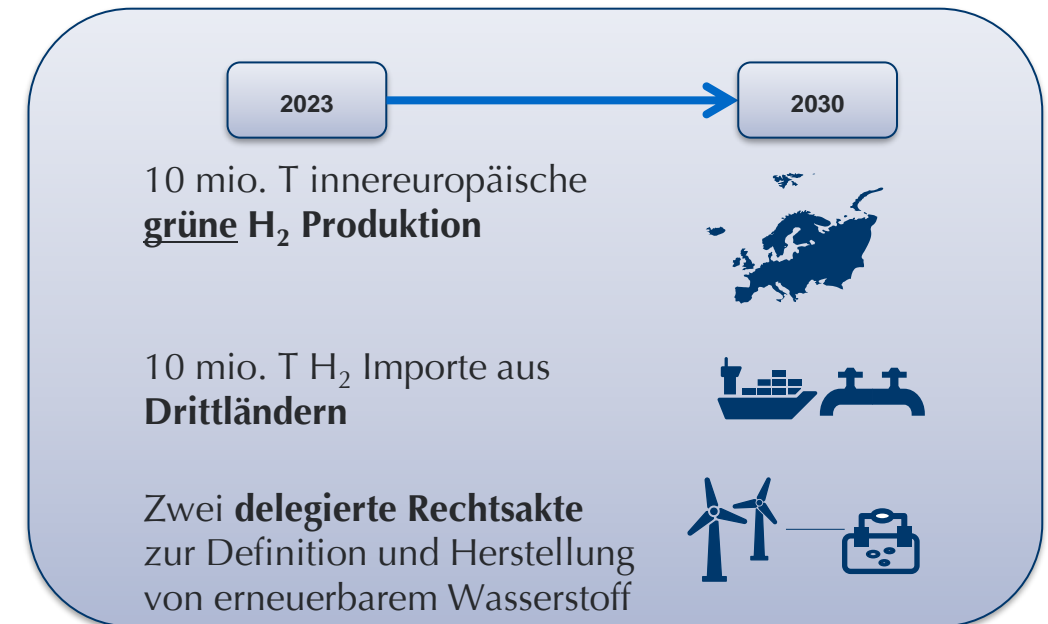 2023
2030
10 mio. T innereuropäische
grüne H₂ Produktion
10 mio. T H₂ Importe aus
Drittländern
Zwei delegierte Rechtsakte
zur Definition und Herstellung
von erneuerbarem Wasserstoff